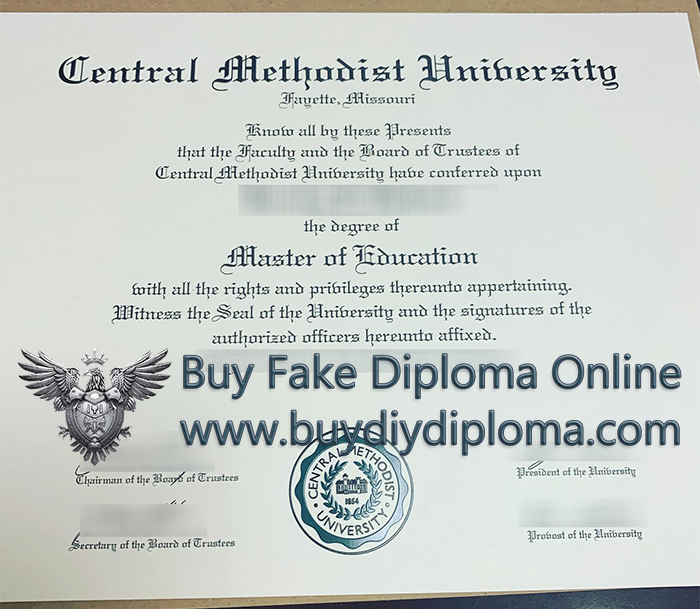 Central Methodist University
Fayette, Missouri
Know all by these Presents
that the Faculty and the Board of Trustees of
Central Methodist University have conferred upon
the degree of
Master of Education
with all the rights and privileges thereunto appertaining.
Witness the Seal of the University and the signatures of the
authorized officers hereunto affixed.
Buy Fake Diploma Online
www.buydiydiploma.com
Chairman of the Board of Trustees
President of the University
CENTRAL METHODIST
1854
UNIVERSITY
Secretary of the Board of Trustees
Provost of the University